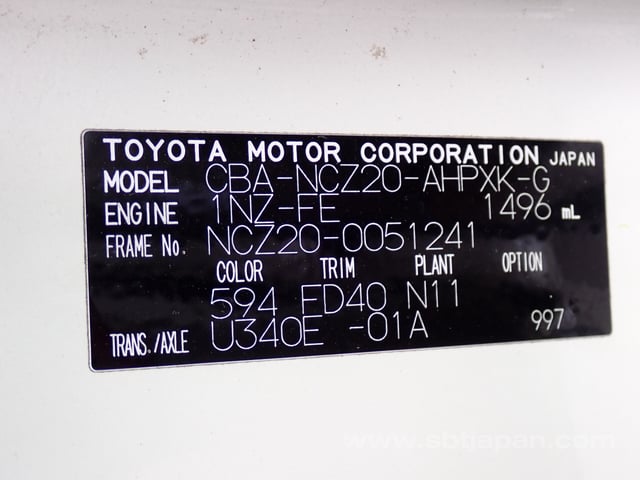 TOYOTA MOTOR CORPORATION JAPAN
MODEL CBA-NCZ20-AHPXK-G
ENGINE 1NZ-FE 1496 mL
FRAME No. NCZ20-0051241
COLOR TRIM PLANT OPTION
594 FD40 N11
TRANS./AXLE U340E -01A 997
www.sbtjapan.com